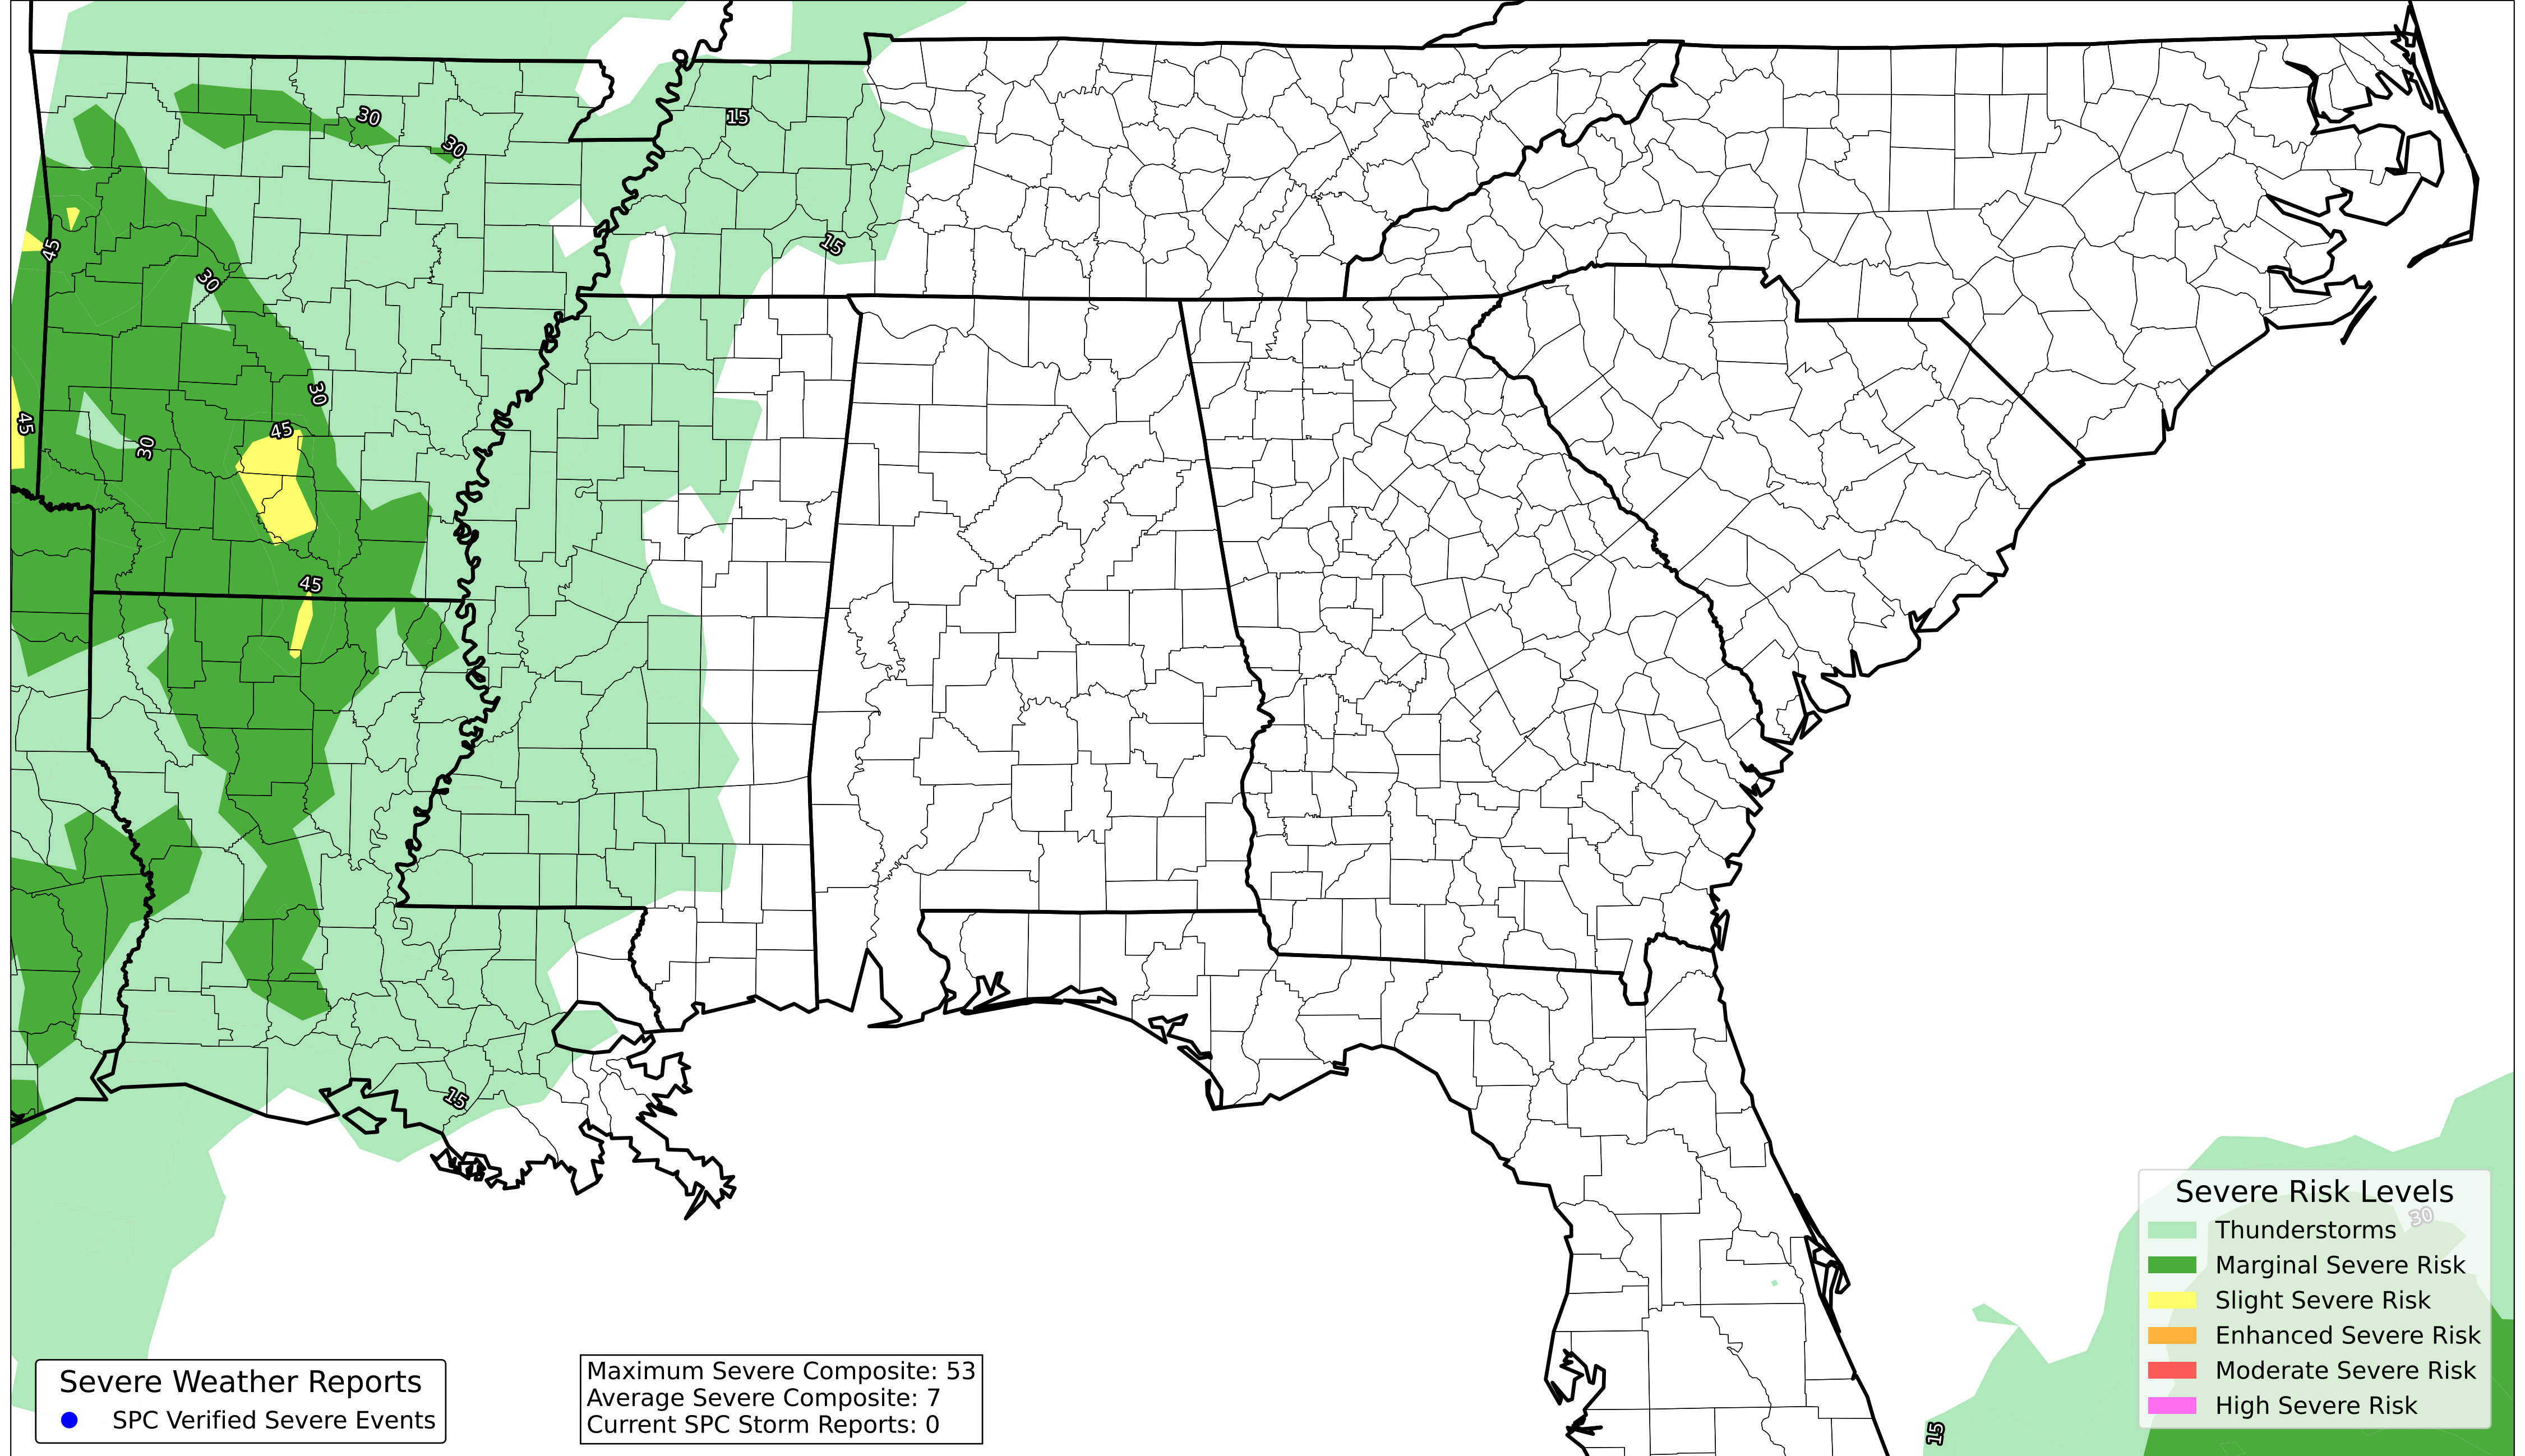 15
30
30
45
30
15
30
45
45
30
45
15
15
30
Severe Risk Levels
Thunderstorms
Marginal Severe Risk
Slight Severe Risk
Enhanced Severe Risk
Moderate Severe Risk
High Severe Risk
Severe Weather Reports
SPC Verified Severe Events
Maximum Severe Composite: 53
Average Severe Composite: 7
Current SPC Storm Reports: 0